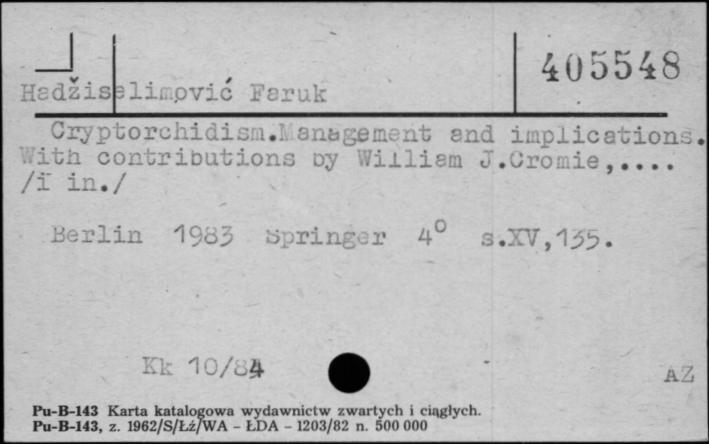 405548
Hadžiselimović Faruk
Cryptorchidism.Management and implications.
With contributions by William J.Cromie,....
/i in./
Berlin 1983 Springer 4° s.XV,135.
Kk 10/84
AZ
Pu-B-143 Karta katalogowa wydawnictw zwartych i ciągłych.
Pu-B-143, z. 1962/S/Łź/WA – ŁDA – 1203/82 n. 500 000